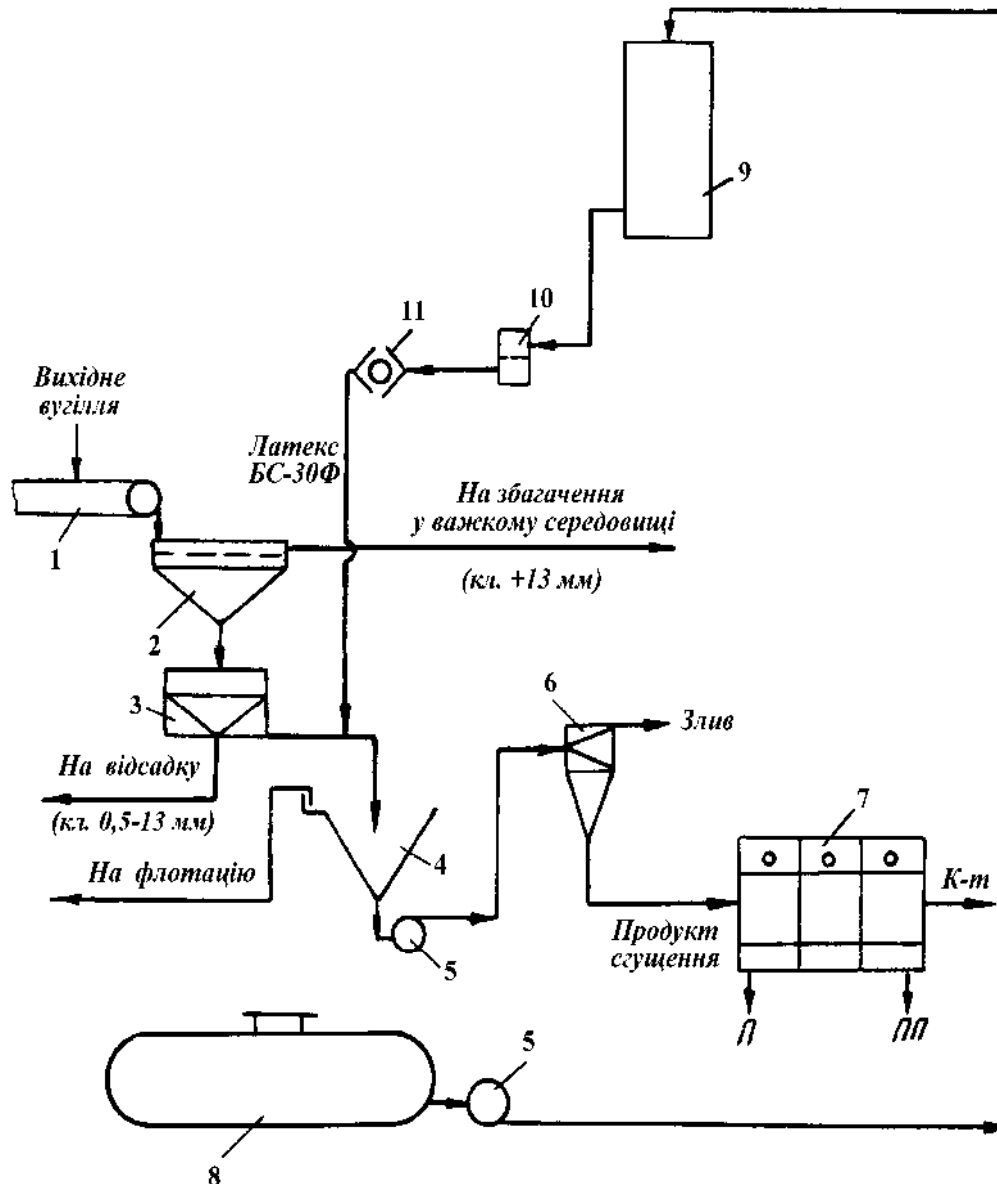 9
10
11
Вихідне
вугілля
Латекс
БС-30Ф
На збагачення
у важкому середовищі
(кл. +13 мм)
1
2
3
6
Злив
На відсадку
(кл. 0,5-13 мм)
7
4
На флотацію
К-т
Продукт
сгущення
5
П
ПП
5
8